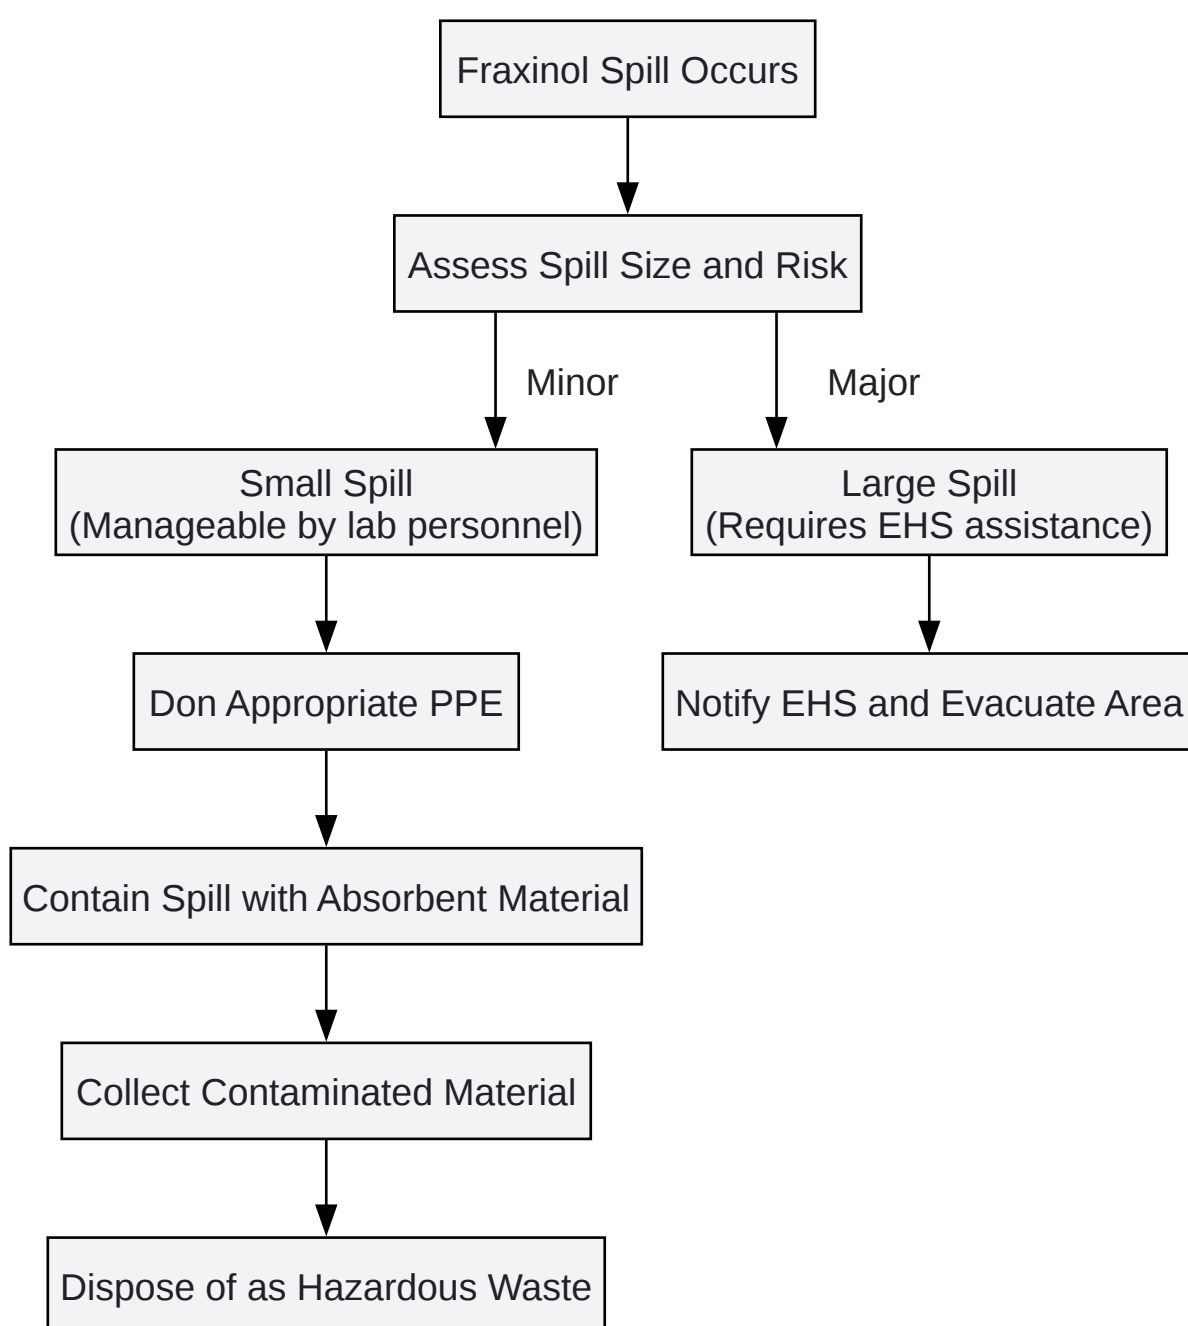 Fraxinol Spill Occurs
Assess Spill Size and Risk
Minor
Major
Small Spill
(Manageable by lab personnel)
Large Spill
(Requires EHS assistance)
Don Appropriate PPE
Notify EHS and Evacuate Area
Contain Spill with Absorbent Material
Collect Contaminated Material
Dispose of as Hazardous Waste